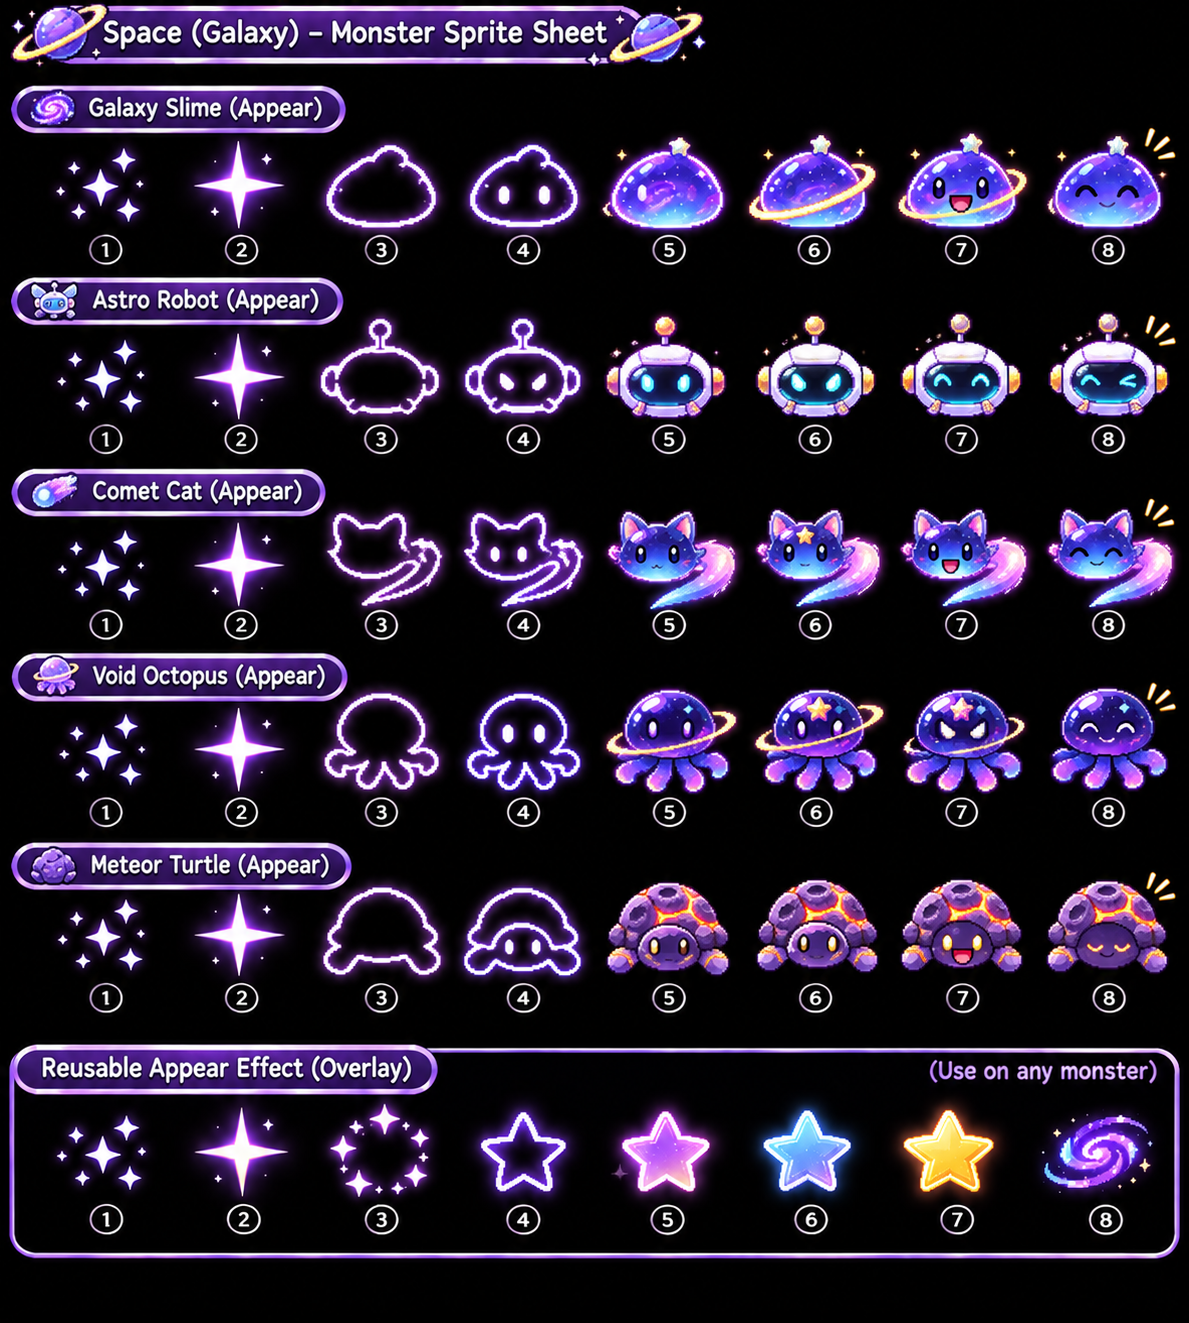 Space (Galaxy) – Monster Sprite Sheet
Galaxy Slime (Appear)
1 2 3 4 5 6 7 8
Astro Robot (Appear)
1 2 3 4 5 6 7 8
Comet Cat (Appear)
1 2 3 4 5 6 7 8
Void Octopus (Appear)
1 2 3 4 5 6 7 8
Meteor Turtle (Appear)
1 2 3 4 5 6 7 8
Reusable Appear Effect (Overlay)
(Use on any monster)
1 2 3 4 5 6 7 8